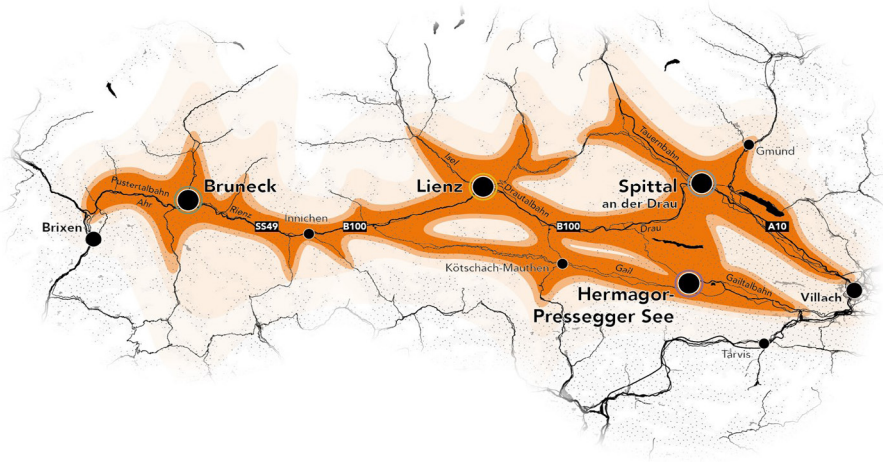 Tauernbahn
Gmünd
Isel
Pustertalbahn
Bruneck
Lienz
Spittal
an der Drau
Ahr
Rienz
Drautalbahn
Brixen
SS49
Innichen
B100
B100
Drau
A10
Kötschach-Mauthen
Gail
Gailtalbahn
Hermagor-
Pressegger See
Villach
Tarvis